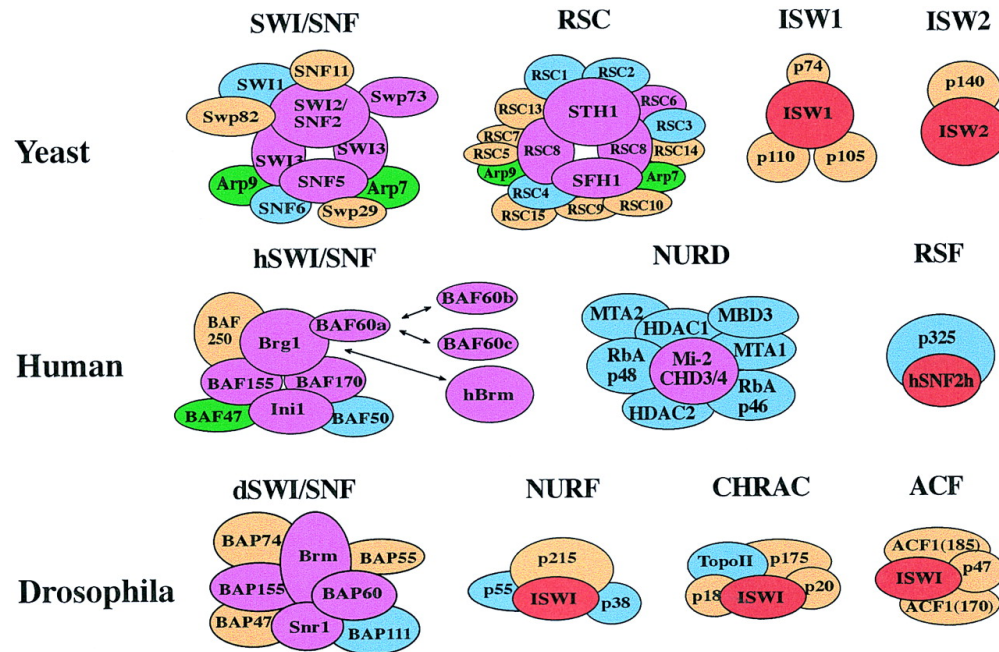 SWI/SNF
RSC
ISW1
ISW2
Yeast
SNF11
SWI1
SWI2/
SNF2
Swp73
Swp82
SWI3
SWI3
SNF5
Arp9
Arp7
SNF6
Swp29
RSC1
RSC2
STH1
RSC6
RSC13
RSC3
RSC7
RSC8
RSC8
RSC14
RSC5
Arp9
SFH1
Arp7
RSC4
RSC15
RSC9
RSC10
p74
ISW1
p110
p105
p140
ISW2
hSWI/SNF
NURD
RSF
Human
BAF
250
Brg1
BAF60a
BAF60b
BAF60c
hBrm
BAF155
BAF170
BAF47
Ini1
BAF50
MTA2
HDAC1
MBD3
RbA
p48
Mi-2
CHD3/4
MTA1
RbA
p46
HDAC2
p325
hSNF2h
dSWI/SNF
NURF
CHRAC
ACF
Drosophila
BAP74
Brm
BAP55
BAP155
BAP60
BAP47
Snr1
BAP111
p215
p55
ISWI
p38
TopoII
p175
p18
ISWI
p20
ACF1(185)
ISWI
p47
ACF1(170)